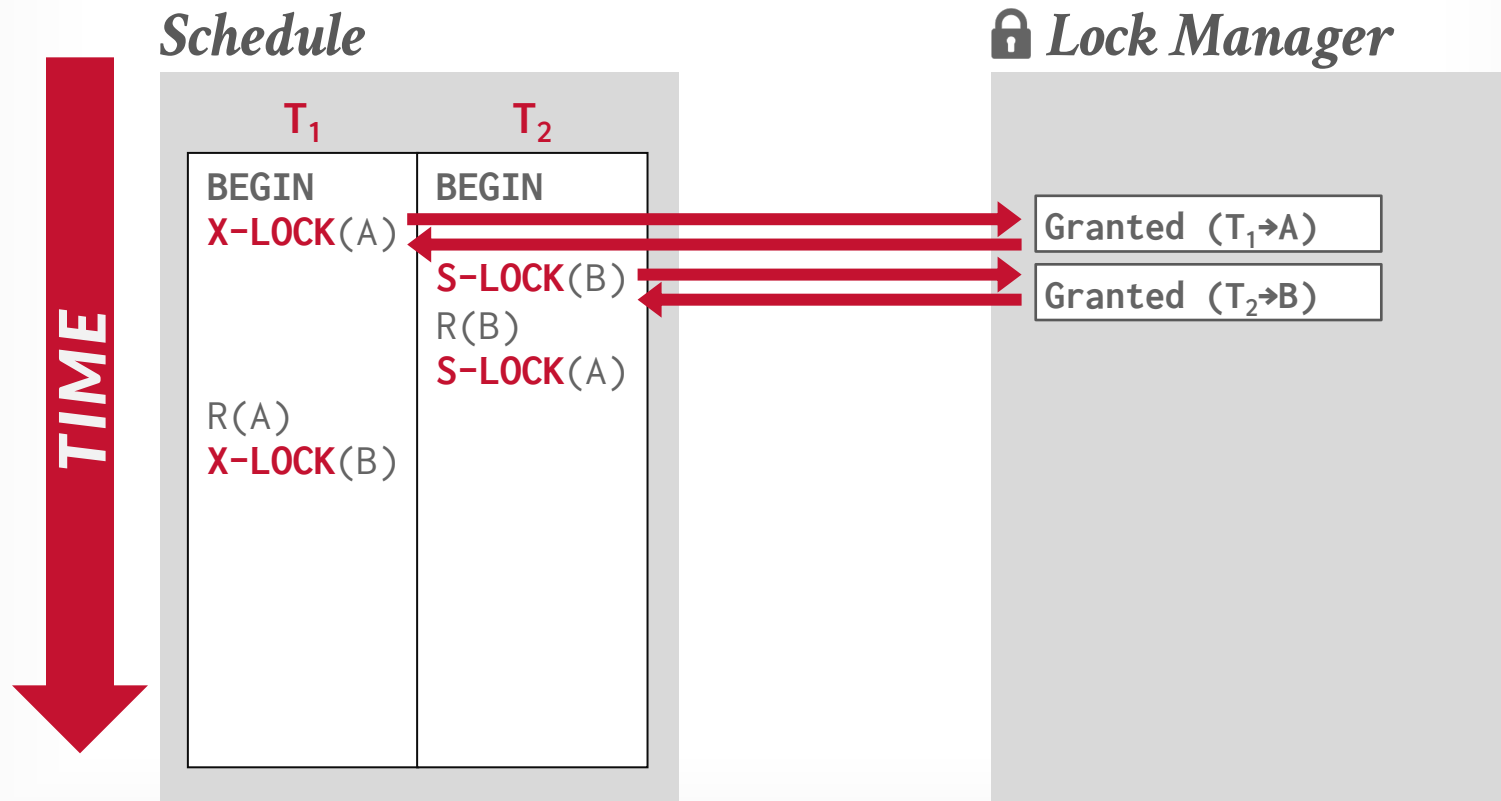 Schedule
Lock Manager
TIME
T₁ T₂
BEGIN BEGIN
X-LOCK(A)
Granted (T₁→A)
S-LOCK(B)
Granted (T₂→B)
R(B)
S-LOCK(A)
R(A)
X-LOCK(B)